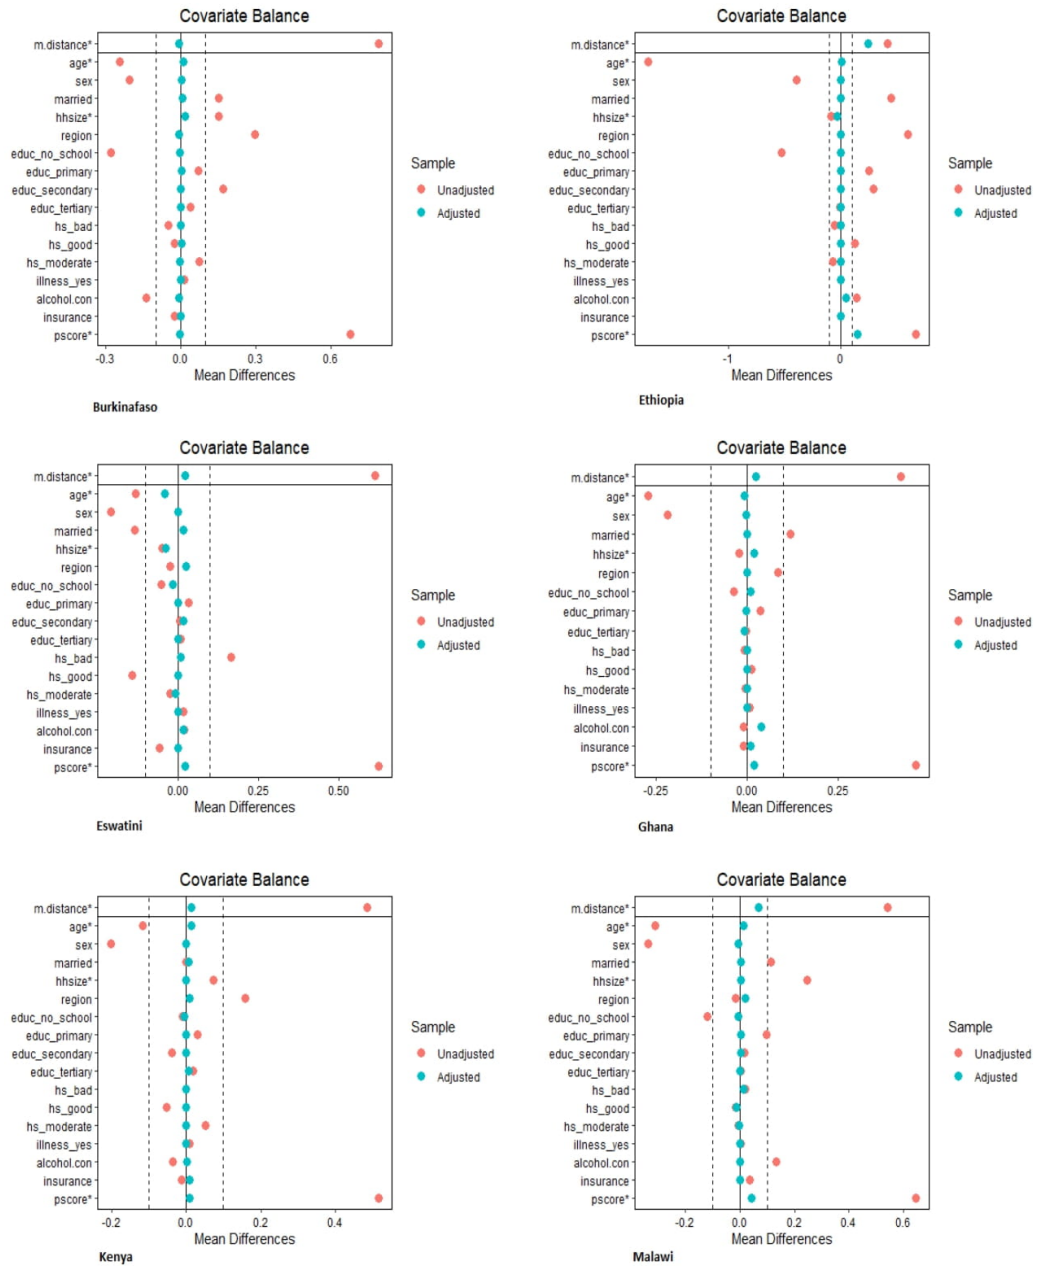 Covariate Balance
m.distance*
age*
sex
married
hhsize*
region
educ_no_school
educ_primary
educ_secondary
educ_tertiary
hs_bad
hs_good
hs_moderate
illness_yes
alcohol.con
insurance
pscore*
-0.3 0.0 0.3 0.6
Mean Differences
Sample
Unadjusted
Adjusted
Burkinafaso
Covariate Balance
m.distance*
age*
sex
married
hhsize*
region
educ_no_school
educ_primary
educ_secondary
educ_tertiary
hs_bad
hs_good
hs_moderate
illness_yes
alcohol.con
insurance
pscore*
-1 0
Mean Differences
Sample
Unadjusted
Adjusted
Ethiopia
Covariate Balance
m.distance*
age*
sex
married
hhsize*
region
educ_no_school
educ_primary
educ_secondary
educ_tertiary
hs_bad
hs_good
hs_moderate
illness_yes
alcohol.con
insurance
pscore*
0.00 0.25 0.50
Mean Differences
Sample
Unadjusted
Adjusted
Eswatini
Covariate Balance
m.distance*
age*
sex
married
hhsize*
region
educ_no_school
educ_primary
educ_tertiary
hs_bad
hs_good
hs_moderate
illness_yes
alcohol.con
insurance
pscore*
-0.25 0.00 0.25
Mean Differences
Sample
Unadjusted
Adjusted
Ghana
Covariate Balance
m.distance*
age*
sex
married
hhsize*
region
educ_no_school
educ_primary
educ_secondary
educ_tertiary
hs_bad
hs_good
hs_moderate
illness_yes
alcohol.con
insurance
pscore*
-0.2 0.0 0.2 0.4
Mean Differences
Sample
Unadjusted
Adjusted
Kenya
Covariate Balance
m.distance*
age*
sex
married
hhsize*
region
educ_no_school
educ_primary
educ_secondary
educ_tertiary
hs_bad
hs_good
hs_moderate
illness_yes
alcohol.con
insurance
pscore*
-0.2 0.0 0.2 0.4 0.6
Mean Differences
Sample
Unadjusted
Adjusted
Malawi